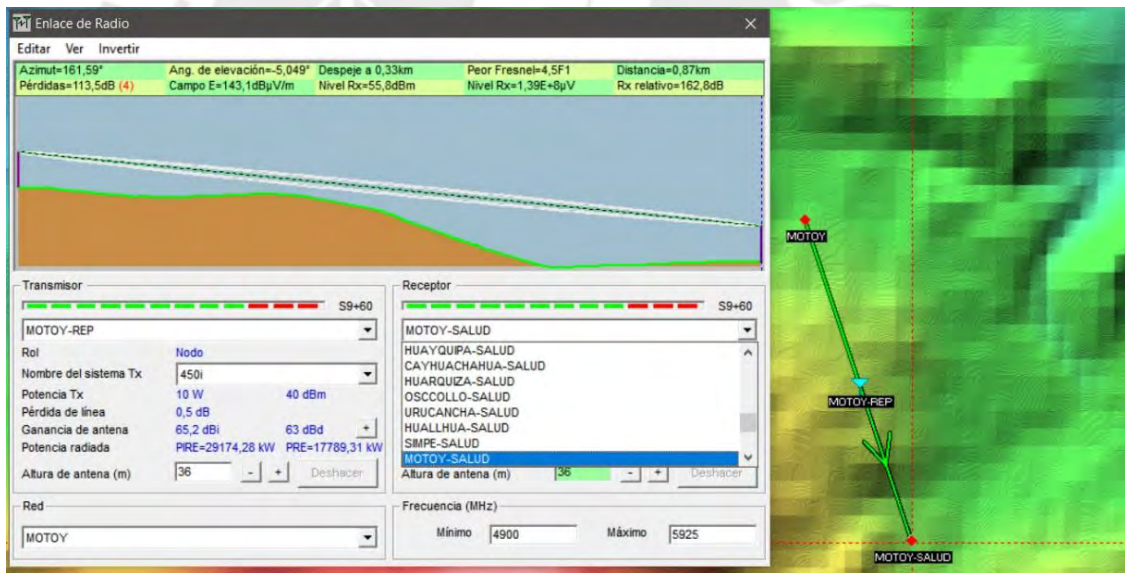 Enlace de Radio
Editar Ver Invertir
Azimut=161,59° Ang. de elevación=-5,049° Despeje a 0,33km Peor Fresnel=4,5F1 Distancia=0,87km
Pérdidas=113,5dB (4) Campo E=143,1dBµV/m Nivel Rx=55,8dBm Nivel Rx=1,39E+8µV Rx relativo=162,8dB
Transmisor
S9+60
MOTOY-REP
Rol Nodo
Nombre del sistema Tx 450i
Potencia Tx 10 W 40 dBm
Pérdida de línea 0,5 dB
Ganancia de antena 65,2 dBi 63 dBd +
Potencia radiada PIRE=29174,28 kW PRE=17789,31 kW
Altura de antena (m) 36 - + Deshacer
Red
MOTOY
Receptor
S9+60
MOTOY-SALUD
HUAYQUIPA-SALUD
CAYHUACHAHUA-SALUD
HUARQUIZA-SALUD
OSCCOLLO-SALUD
URUCANCHA-SALUD
HUALLHUA-SALUD
SIMPE-SALUD
MOTOY-SALUD
Altura de antena (m) 36 - + Deshacer
Frecuencia (MHz)
Mínimo 4900 Máximo 5925
MOTOY
MOTOY-REP
MOTOY-SALUD